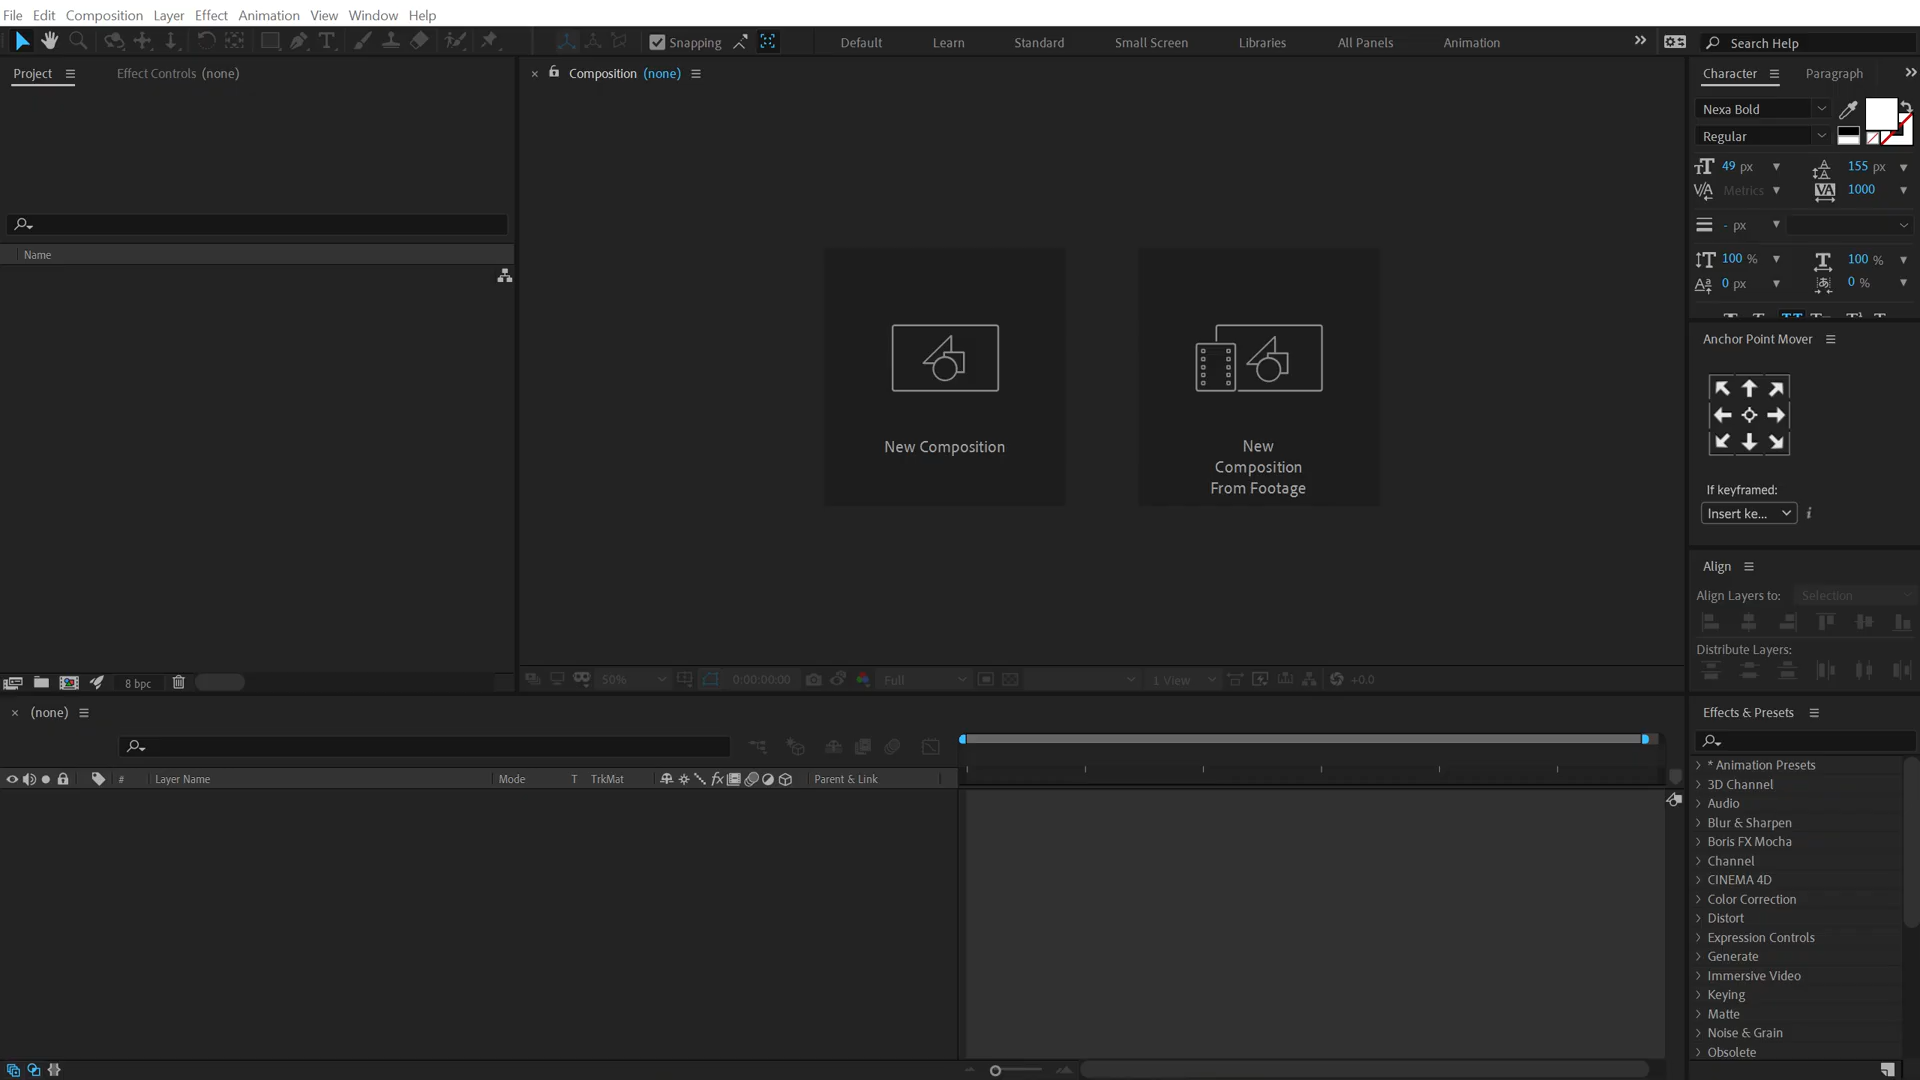 File Edit Composition Layer Effect Animation View Window Help
Snapping Default Learn Standard Small Screen Libraries All Panels Animation Search Help
Project Effect Controls (none) Composition (none) Character Paragraph
Nexa Bold
Regular
49 px 155 px
Metrics 1000
- px
100 % 100 %
0 px 0 %
Name
New Composition
New
Composition
From Footage
Anchor Point Mover
If keyframed:
Insert ke...
Align
Align Layers to: Selection
Distribute Layers:
8 bpc
50% 0:00:00:00 Full 1 View +0.0
(none)
# Layer Name Mode T TrkMat Parent & Link
Effects & Presets
* Animation Presets
3D Channel
Audio
Blur & Sharpen
Boris FX Mocha
Channel
CINEMA 4D
Color Correction
Distort
Expression Controls
Generate
Immersive Video
Keying
Matte
Noise & Grain
Obsolete